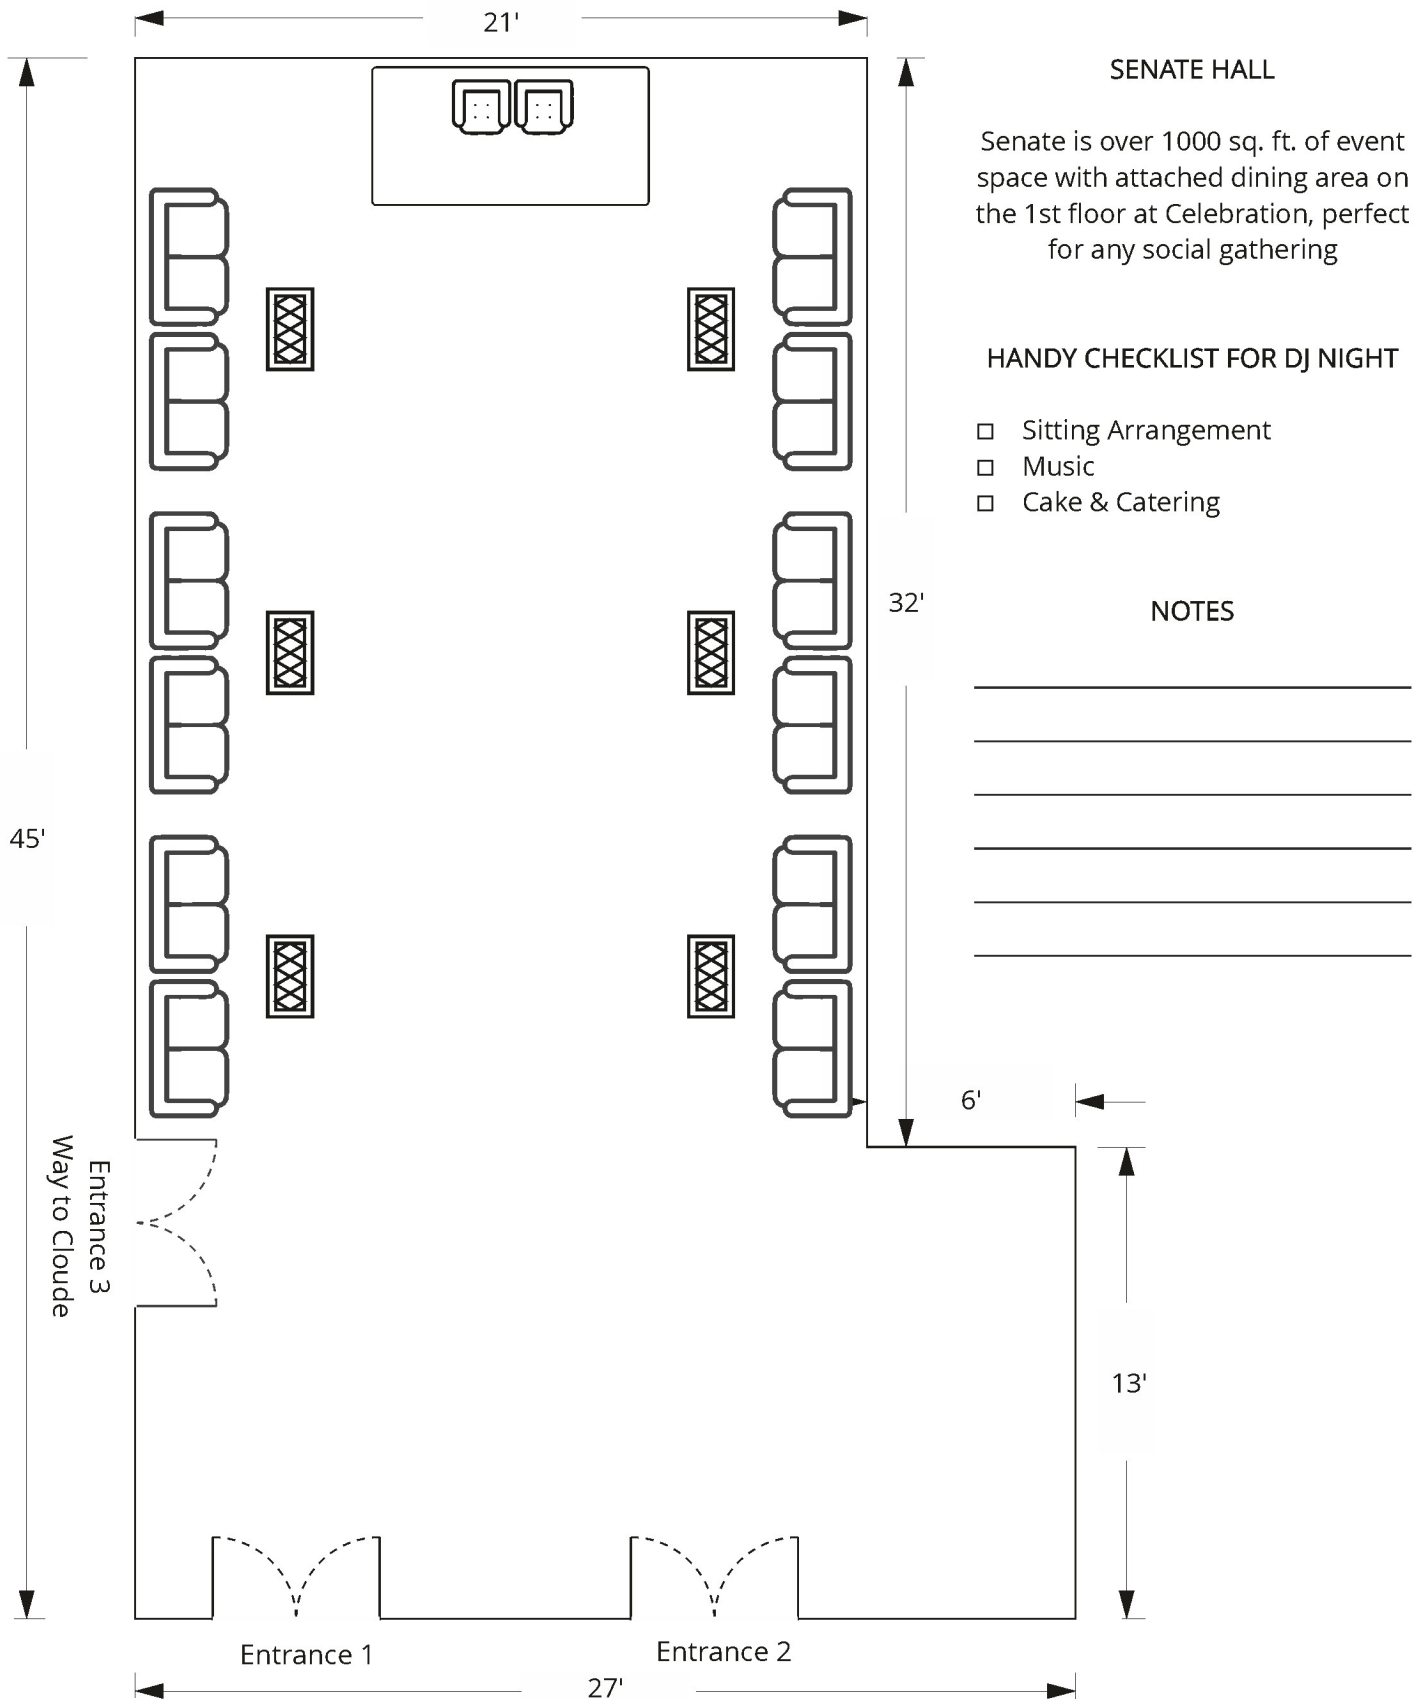 21'
SENATE HALL
Senate is over 1000 sq. ft. of event
space with attached dining area on
the 1st floor at Celebration, perfect
for any social gathering
HANDY CHECKLIST FOR DJ NIGHT
Sitting Arrangement
Music
Cake & Catering
32'
NOTES
45'
6'
Entrance 3
Way to Cloude
13'
Entrance 1
Entrance 2
27'